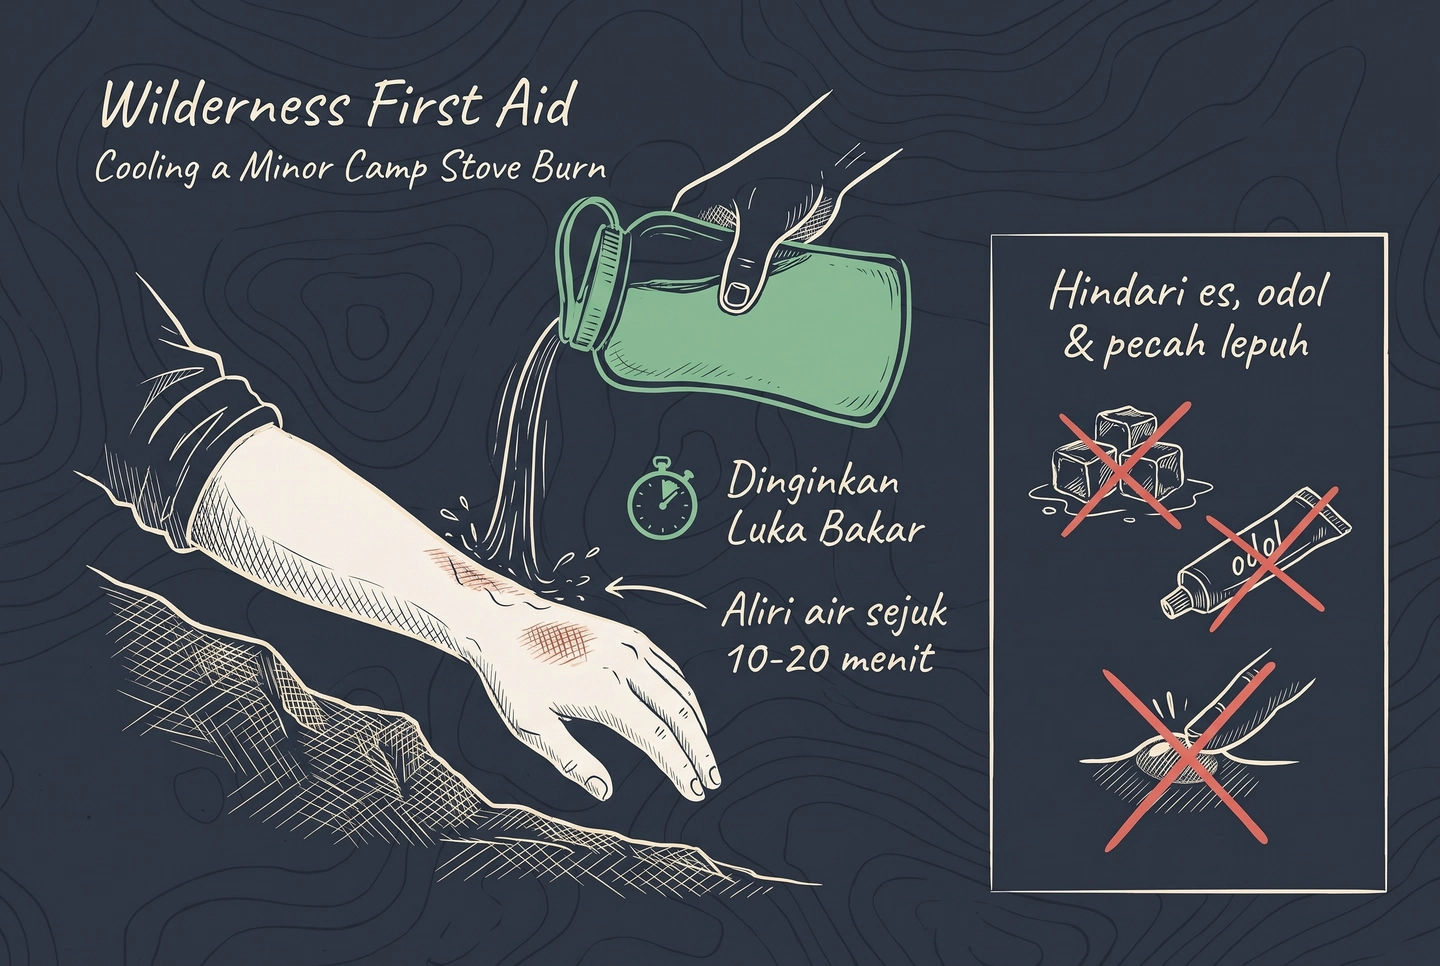 Wilderness First Aid
Cooling a Minor Camp Stove Burn
Dinginkan
Luka Bakar
Aliri air sejuk
10-20 menit
Hindari es, odol
& pecah lepuh
odol